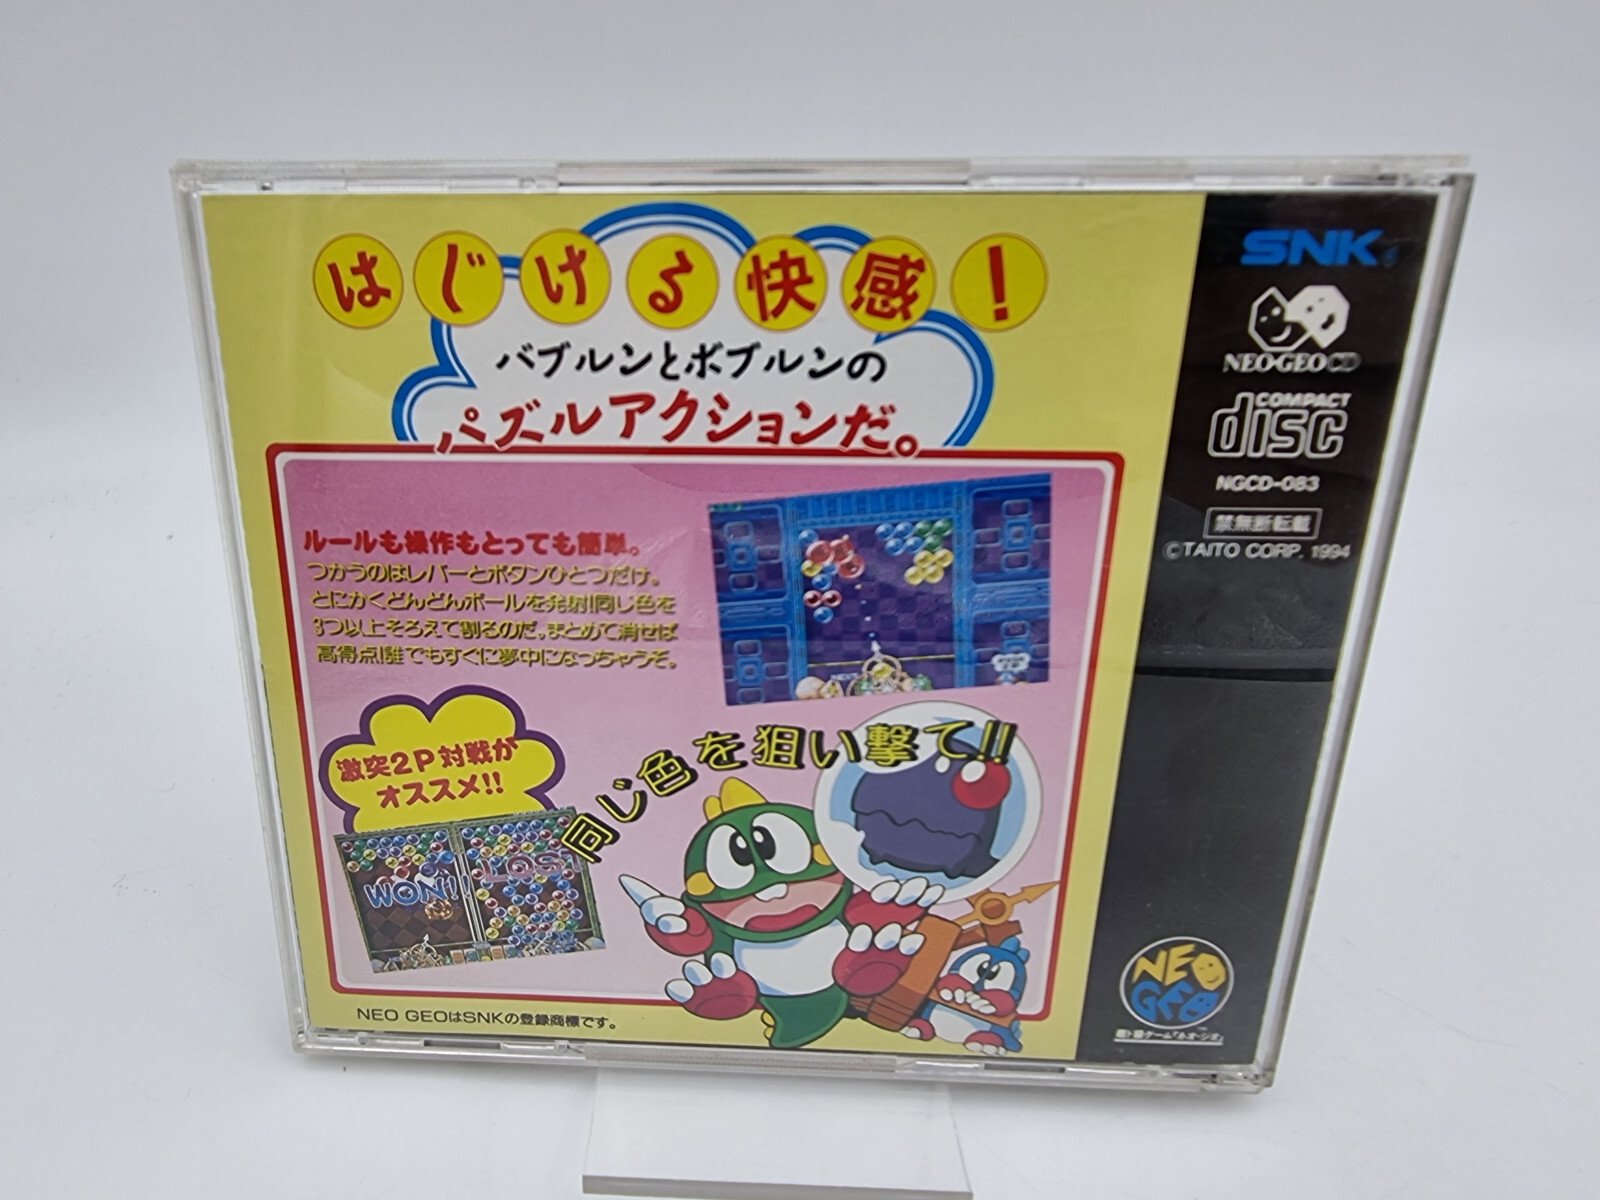 はじける快感!
バブルンとボブルンの
パズルアクションだ。
ルールも操作もとっても簡単。
つかうのはレバーとボタンひとつだけ。
とにかくどんどんボールを発射!同じ色を
3つ以上そろえて割るのだ。まとめて消せば
高得点!誰でもすぐに夢中になっちゃうぞ。
激突2P対戦が
オススメ!!
WON!!
LOS
同じ色を狙い撃て!!
NEO GEOはSNKの登録商標です。
SNK
NEO・GEO CD
COMPACT
disc
NGCD-083
禁無断転載
©TAITO CORP. 1994
NEO
GEO